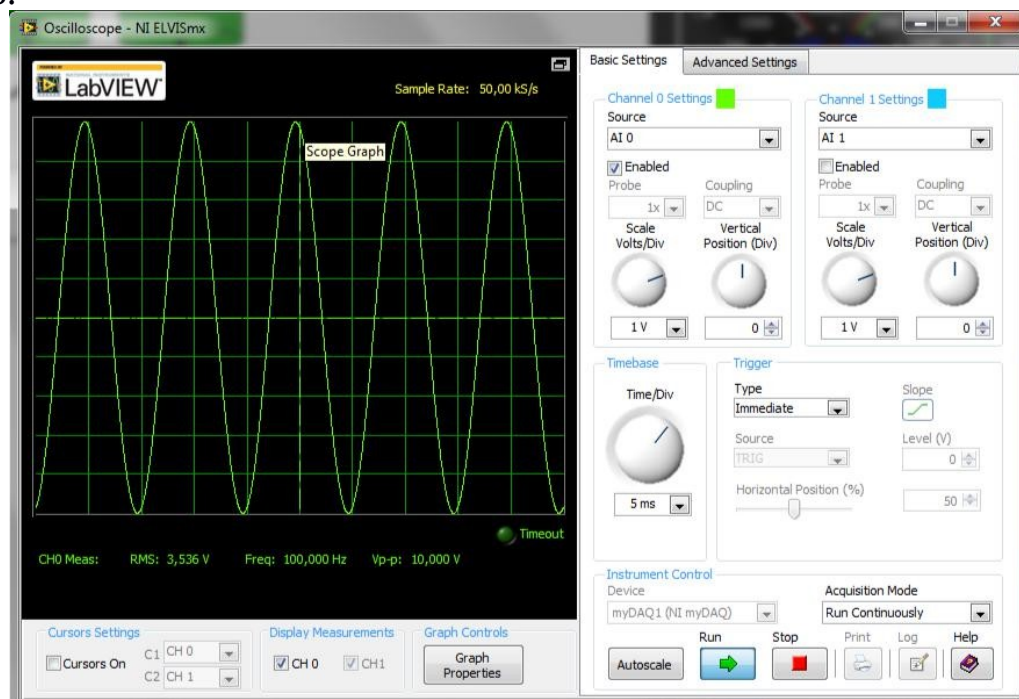 Oscilloscope - NI ELVISmx
LabVIEW
Sample Rate: 50,00 kS/s
Scope Graph
Timeout
CH0 Meas: RMS: 3,536 V Freq: 100,000 Hz Vp-p: 10,000 V
Cursors Settings
Cursors On
C1 CH 0
C2 CH 1
Display Measurements
CH 0 CH1
Graph Controls
Graph
Properties
Basic Settings Advanced Settings
Channel 0 Settings
Source
AI 0
Enabled
Probe Coupling
1x DC
Scale Vertical
Volts/Div Position (Div)
1 V 0
Channel 1 Settings
Source
AI 1
Enabled
Probe Coupling
1x DC
Scale Vertical
Volts/Div Position (Div)
1 V 0
Timebase
Time/Div
5 ms
Trigger
Type Slope
Immediate
Source Level (V)
TRIG 0
Horizontal Position (%)
50
Instrument Control
Device Acquisition Mode
myDAQ1 (NI myDAQ) Run Continuously
Run Stop Print Log Help
Autoscale